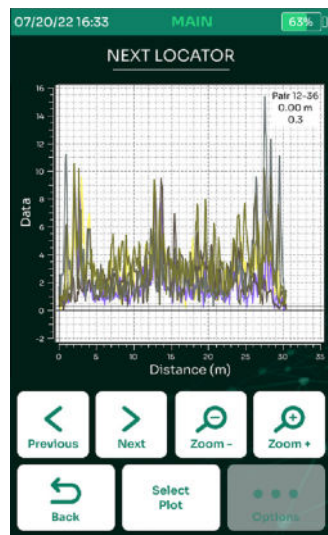 07/20/22 16:33 MAIN 63%
NEXT LOCATOR
Pair 12-36
0.00 m
0.3
16
14
12
10
8
6
4
2
0
-2
Data
0 5 10 15 20 25 30 35
Distance (m)
Previous Next Zoom - Zoom +
Back Select Plot Options